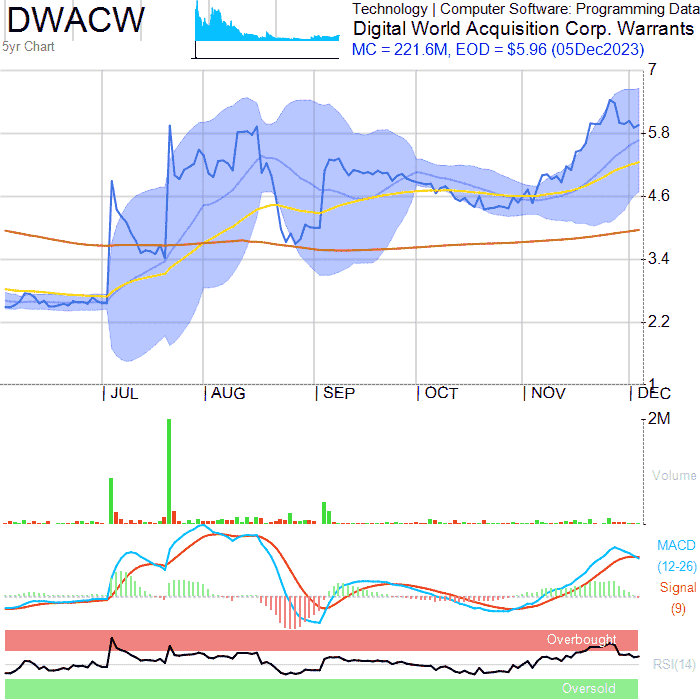 DWACW
5yr Chart
Technology | Computer Software: Programming Data
Digital World Acquisition Corp. Warrants
MC = 221.6M, EOD = $5.96 (05Dec2023)
7
5.8
4.6
3.4
2.2
1
JUL AUG SEP OCT NOV DEC
2M
Volume
MACD
(12-26)
Signal
(9)
Overbought
RSI(14)
Oversold